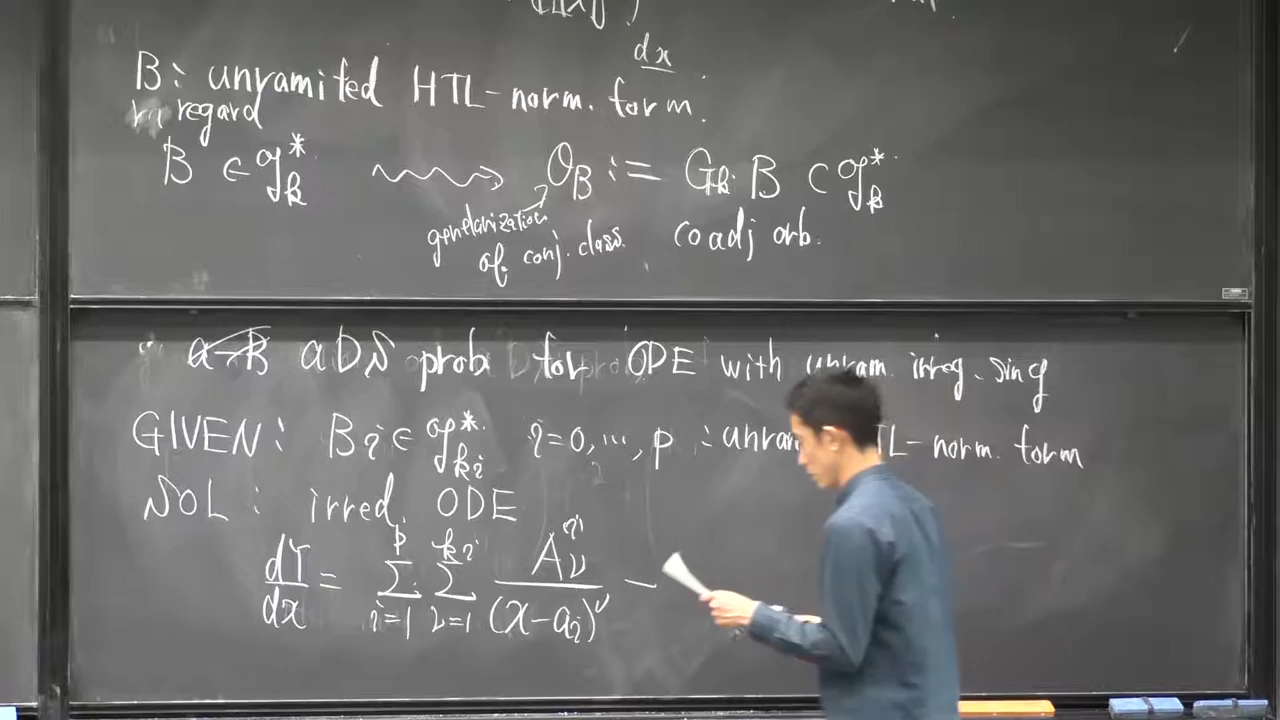 dx
B : unramited HTL-norm. form.
regard
B ∈ g*_k ⇝ O_B := G_k B ⊂ g*_k
genelarization of conj. class. coadj orb.
aDS prob for ODE with unram. irreg. sing
GIVEN: B_i ∈ g*_{k_i} i=0,…,p : unram HTL-norm. form
SOL : irred. ODE
dY/dx = Σ_{i=1}^{p} Σ_{ν=1}^{k_i} A_ν^{(i)}/(x-a_i)^ν −